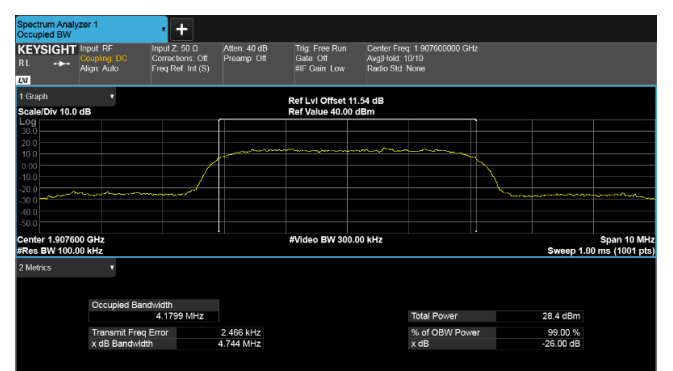 Spectrum Analyzer 1
Occupied BW
+
KEYSIGHT Input: RF Input Z: 50 Ω Atten: 40 dB Trig: Free Run Center Freq: 1.907600000 GHz
RL Coupling: DC Corrections: Off Preamp: Off Gate: Off Avg|Hold: 10/10
Align: Auto Freq Ref: Int (S) #IF Gain: Low Radio Std: None
LXI
1 Graph
Ref Lvl Offset 11.54 dB
Scale/Div 10.0 dB Ref Value 40.00 dBm
Log
30.0
20.0
10.0
0.00
-10.0
-20.0
-30.0
-40.0
-50.0
Center 1.907600 GHz #Video BW 300.00 kHz Span 10 MHz
#Res BW 100.00 kHz Sweep 1.00 ms (1001 pts)
2 Metrics
Occupied Bandwidth
4.1799 MHz Total Power 28.4 dBm
Transmit Freq Error 2.466 kHz % of OBW Power 99.00 %
x dB Bandwidth 4.744 MHz x dB -26.00 dB